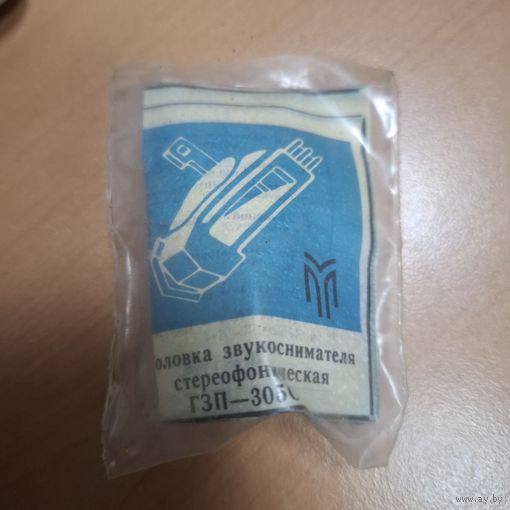 оловка звукоснимателя
стереофоническая
ГЗП—305
www.ay.by